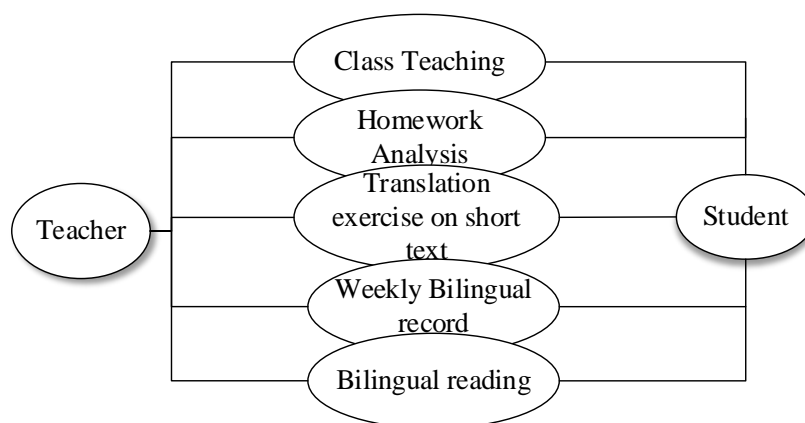 Class Teaching
Homework
Analysis
Translation
exercise on short
text
Teacher
Student
Weekly Bilingual
record
Bilingual reading